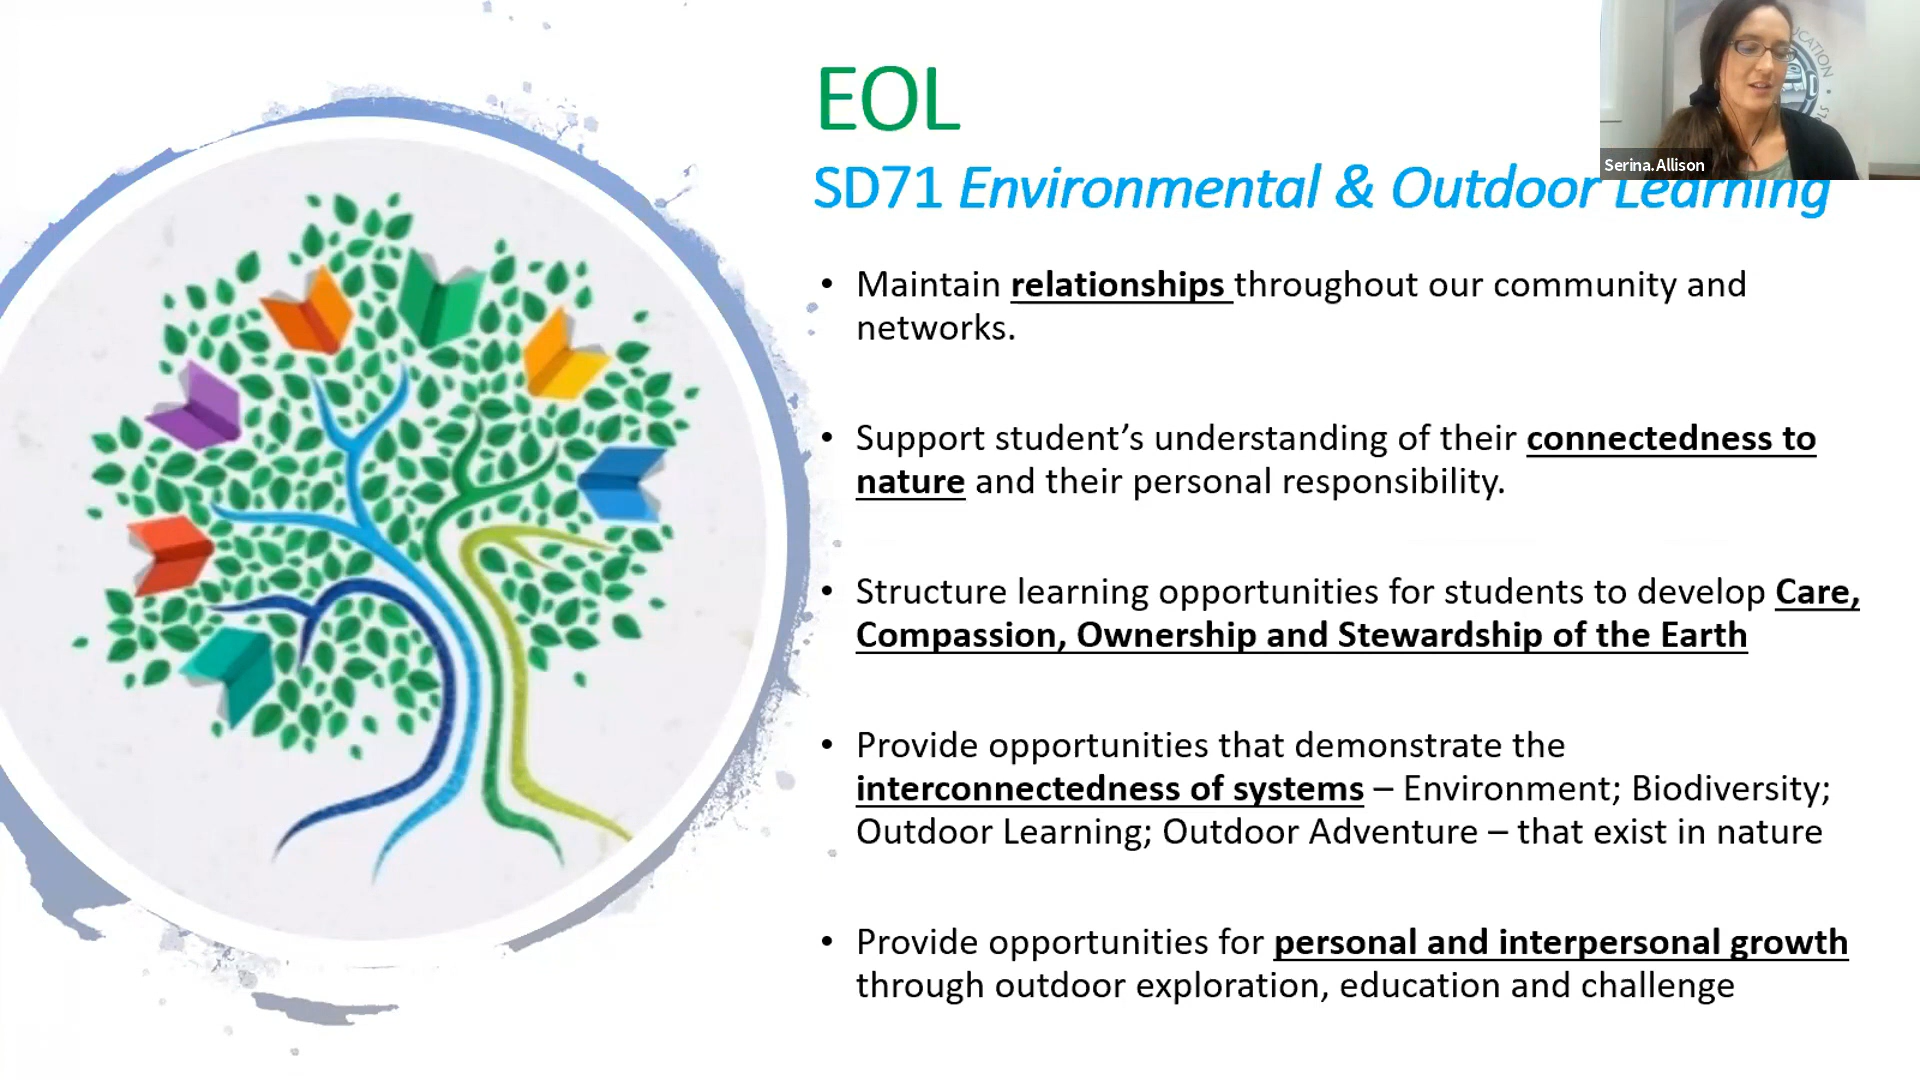 EOL
SD71 Environmental & Outdoor Learning
Serina.Allison
CATION
• Maintain relationships throughout our community and
networks.
• Support student’s understanding of their connectedness to
nature and their personal responsibility.
• Structure learning opportunities for students to develop Care,
Compassion, Ownership and Stewardship of the Earth
• Provide opportunities that demonstrate the
interconnectedness of systems – Environment; Biodiversity;
Outdoor Learning; Outdoor Adventure – that exist in nature
• Provide opportunities for personal and interpersonal growth
through outdoor exploration, education and challenge